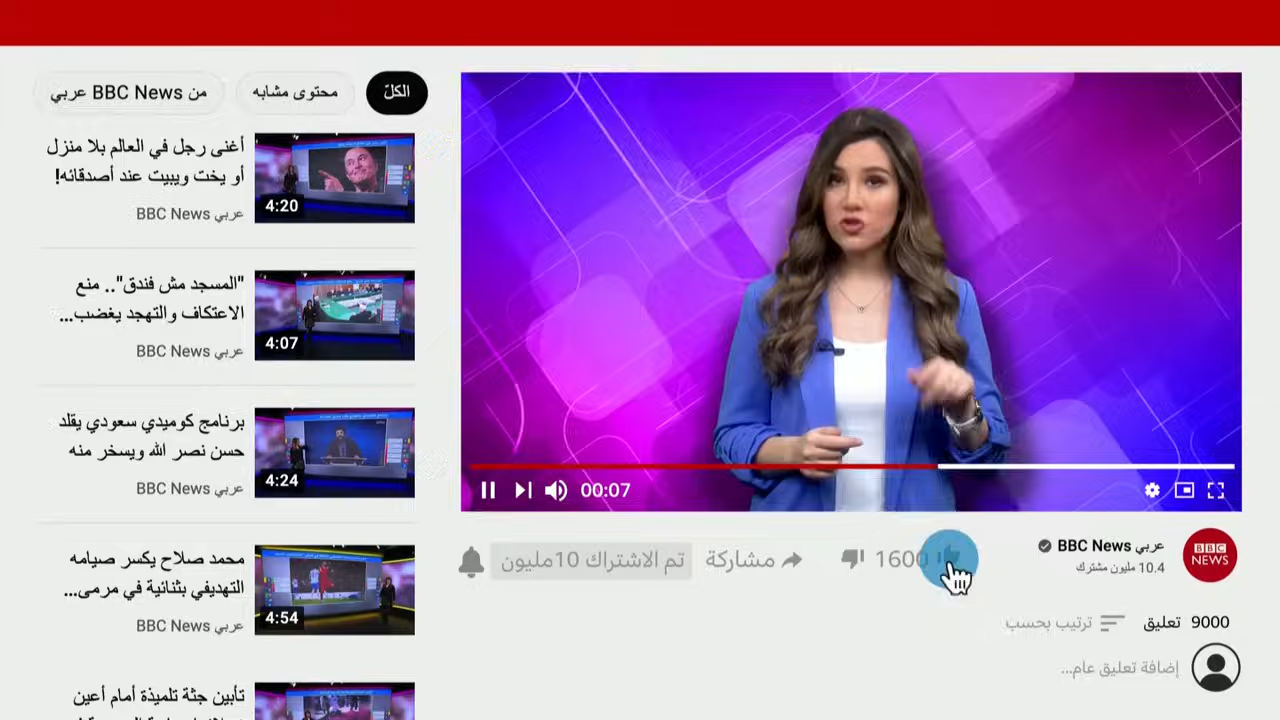 الكلّ
محتوى مشابه
من BBC News عربي
أغنى رجل في العالم بلا منزل
أو يخت ويبيت عند أصدقائه!
عربي BBC News
4:20
"المسجد مش فندق".. منع
الاعتكاف والتهجد يغضب...
عربي BBC News
4:07
برنامج كوميدي سعودي يقلد
حسن نصر الله ويسخر منه
عربي BBC News
4:24
محمد صلاح يكسر صيامه
التهديفي بثنائية في مرمى...
عربي BBC News
4:54
تأبين جثة تلميذة أمام أعين
00:07
عربي BBC News
10.4 مليون مشترك
BBC
NEWS
1600
مشاركة
تم الاشتراك 10مليون
9000 تعليق
ترتيب بحسب
إضافة تعليق عام...